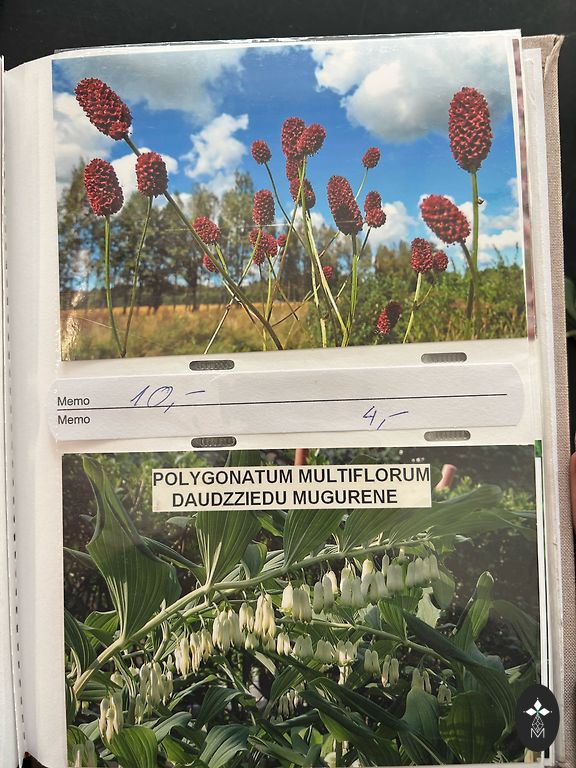 Memo 10,-
Memo 4,-
POLYGONATUM MULTIFLORUM
DAUDZZIEDU MUGURENE